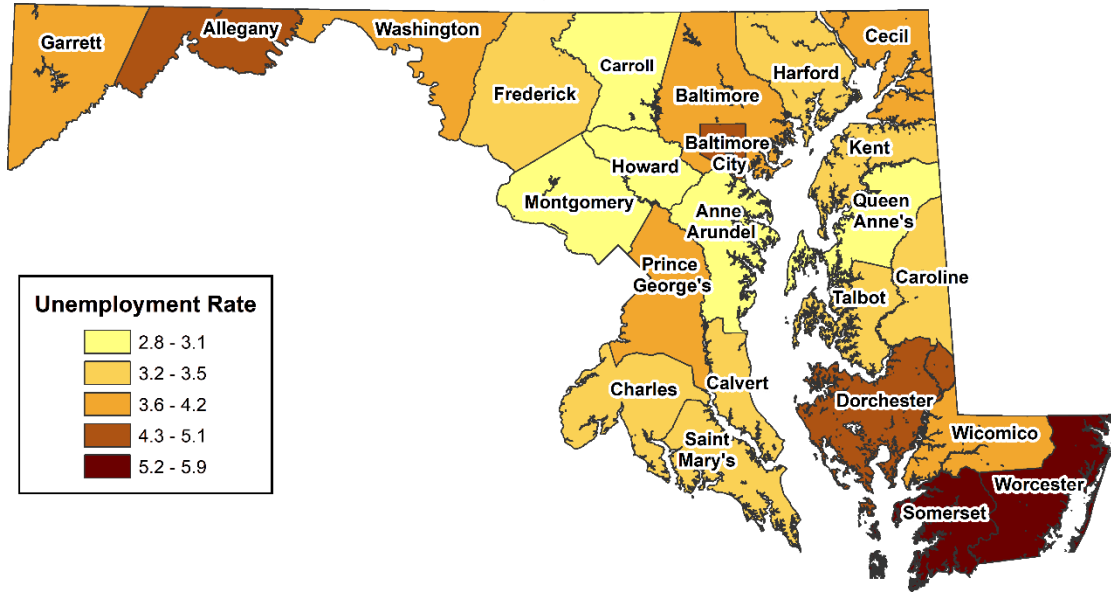 Garrett
Allegany
Washington
Frederick
Carroll
Baltimore
Harford
Cecil
Baltimore
City
Howard
Montgomery
Anne
Arundel
Kent
Queen
Anne's
Prince
George's
Talbot
Caroline
Charles
Calvert
Saint
Mary's
Dorchester
Wicomico
Worcester
Somerset
Unemployment Rate
2.8 - 3.1
3.2 - 3.5
3.6 - 4.2
4.3 - 5.1
5.2 - 5.9